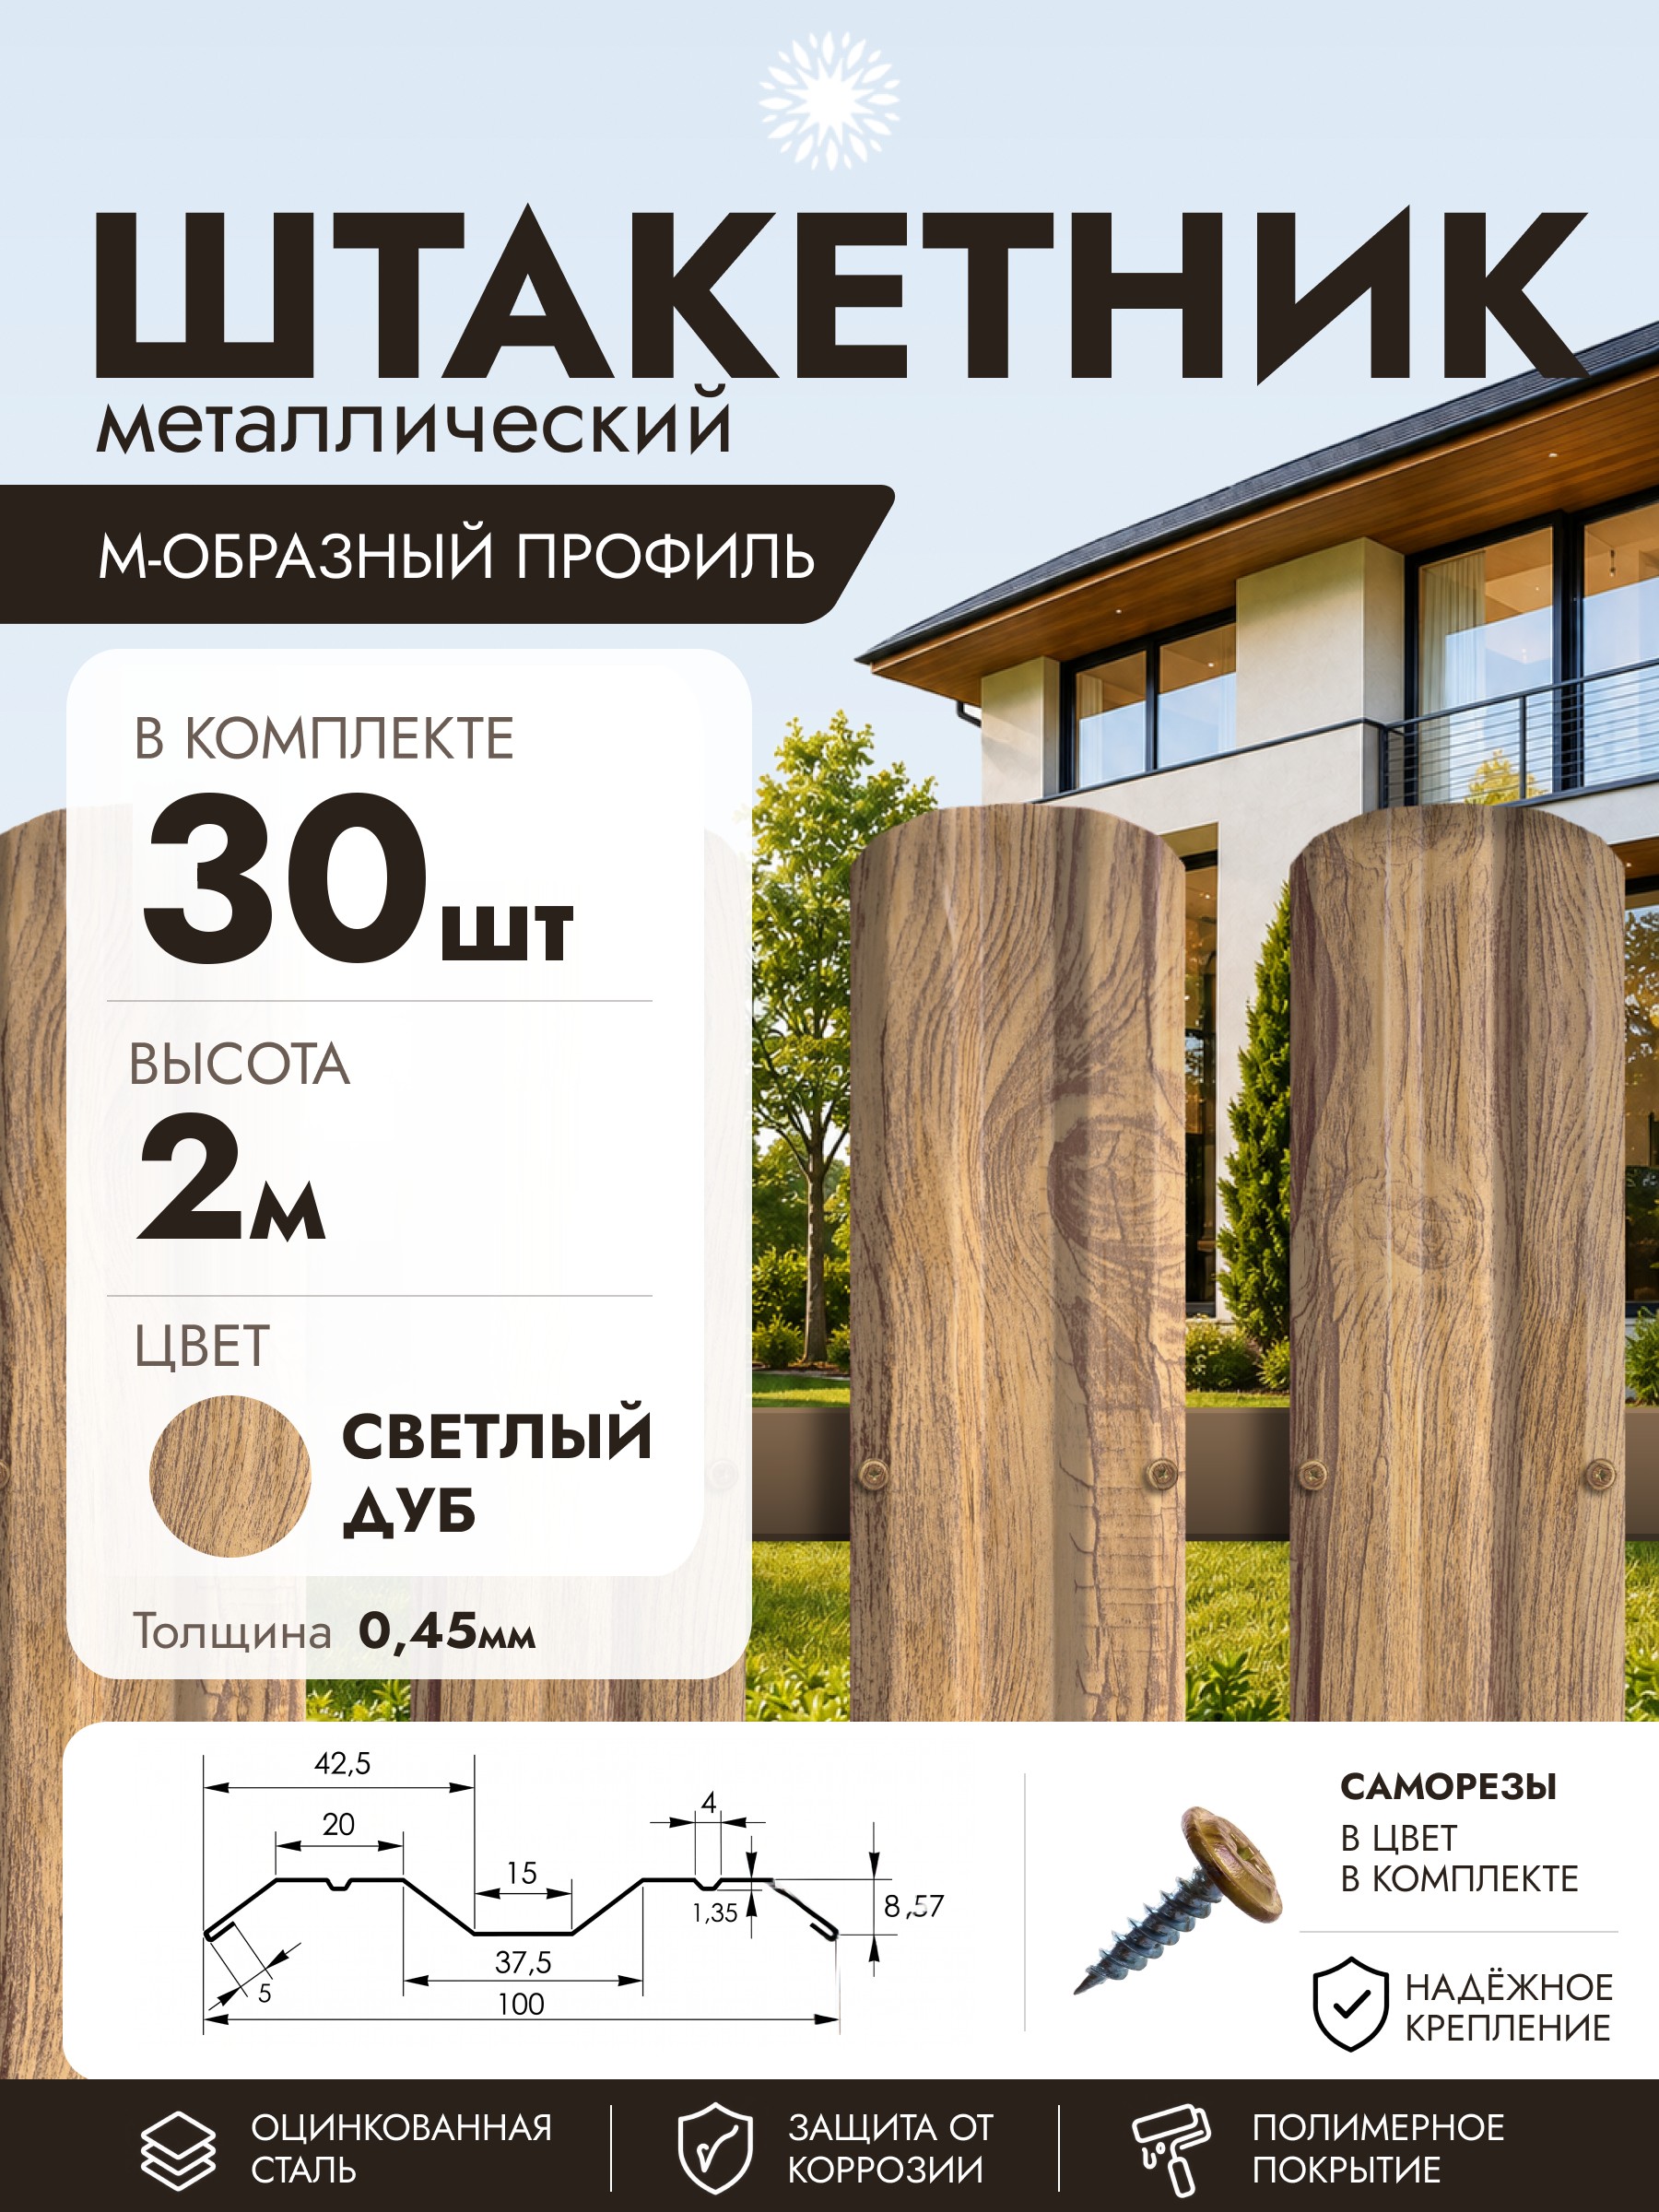 ШТАКЕТНИК
металлический
М-ОБРАЗНЫЙ ПРОФИЛЬ
В КОМПЛЕКТЕ
30 шт
ВЫСОТА
2м
ЦВЕТ
СВЕТЛЫЙ
ДУБ
Толщина 0,45мм
42,5
20
4
15
1,35
8,57
37,5
5
100
САМОРЕЗЫ
В ЦВЕТ
В КОМПЛЕКТЕ
НАДЁЖНОЕ
КРЕПЛЕНИЕ
ОЦИНКОВАННАЯ
СТАЛЬ
ЗАЩИТА ОТ
КОРРОЗИИ
ПОЛИМЕРНОЕ
ПОКРЫТИЕ